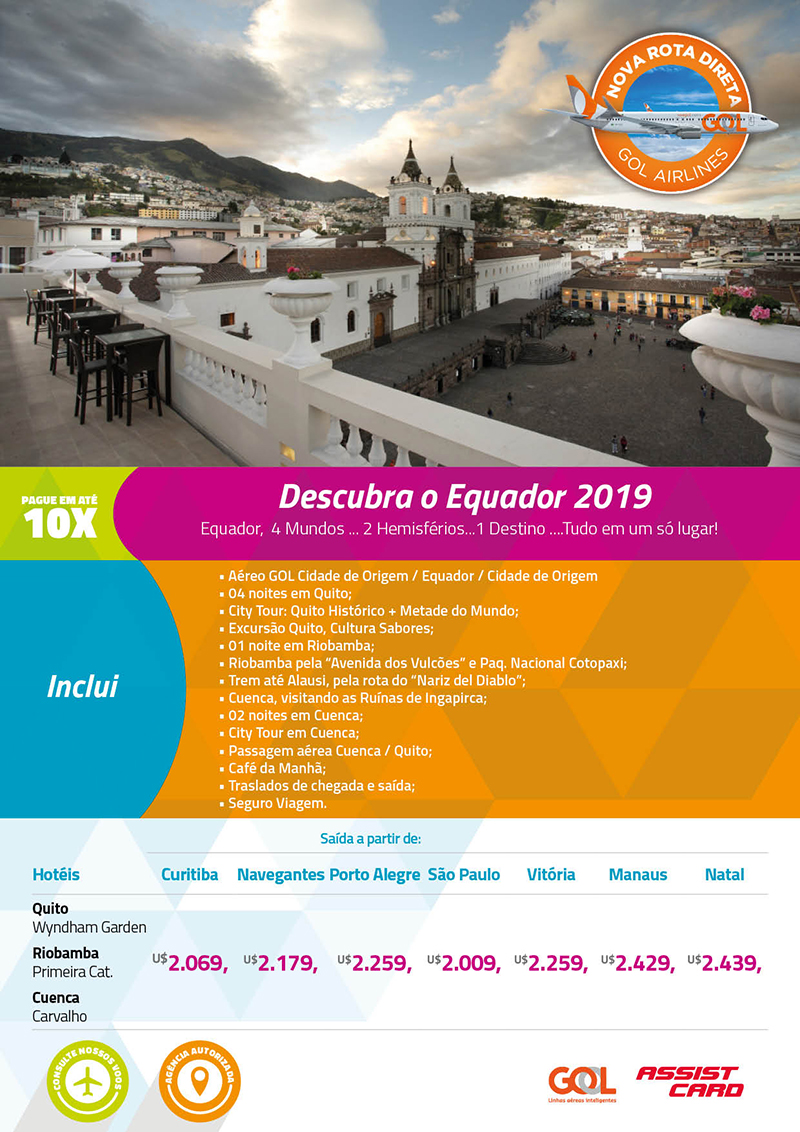 NOVA ROTA DIRETA
GOL
GOL AIRLINES
PAGUE EM ATÉ
10X
Descubra o Equador 2019
Equador, 4 Mundos ... 2 Hemisférios...1 Destino ....Tudo em um só lugar!
Inclui
• Aéreo GOL Cidade de Origem / Equador / Cidade de Origem
• 04 noites em Quito;
• City Tour: Quito Histórico + Metade do Mundo;
• Excursão Quito, Cultura Sabores;
• 01 noite em Riobamba;
• Riobamba pela “Avenida dos Vulcões” e Paq. Nacional Cotopaxi;
• Trem até Alausi, pela rota do “Nariz del Diablo”;
• Cuenca, visitando as Ruínas de Ingapirca;
• 02 noites em Cuenca;
• City Tour em Cuenca;
• Passagem aérea Cuenca / Quito;
• Café da Manhã;
• Traslados de chegada e saída;
• Seguro Viagem.
Saída a partir de:
Hotéis Curitiba Navegantes Porto Alegre São Paulo Vitória Manaus Natal
Quito
Wyndham Garden
Riobamba
Primeira Cat.
U$2.069, U$2.179, U$2.259, U$2.009, U$2.259, U$2.429, U$2.439,
Cuenca
Carvalho
CONSULTE NOSSOS VOOS
AGÊNCIA AUTORIZADA
GOL
Linhas aéreas inteligentes
ASSIST
CARD